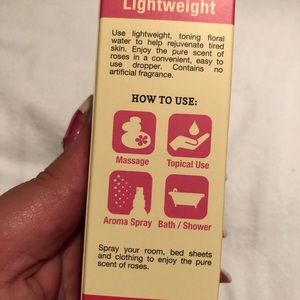 Lightweight
Use lightweight, toning floral
water to help rejuvenate tired
skin. Enjoy the pure scent of
roses in a convenient, easy to
use dropper. Contains no
artificial fragrance.
HOW TO USE:
Massage
Topical Use
Aroma Spray
Bath / Shower
Spray your room, bed sheets
and clothing to enjoy the pure
scent of roses.